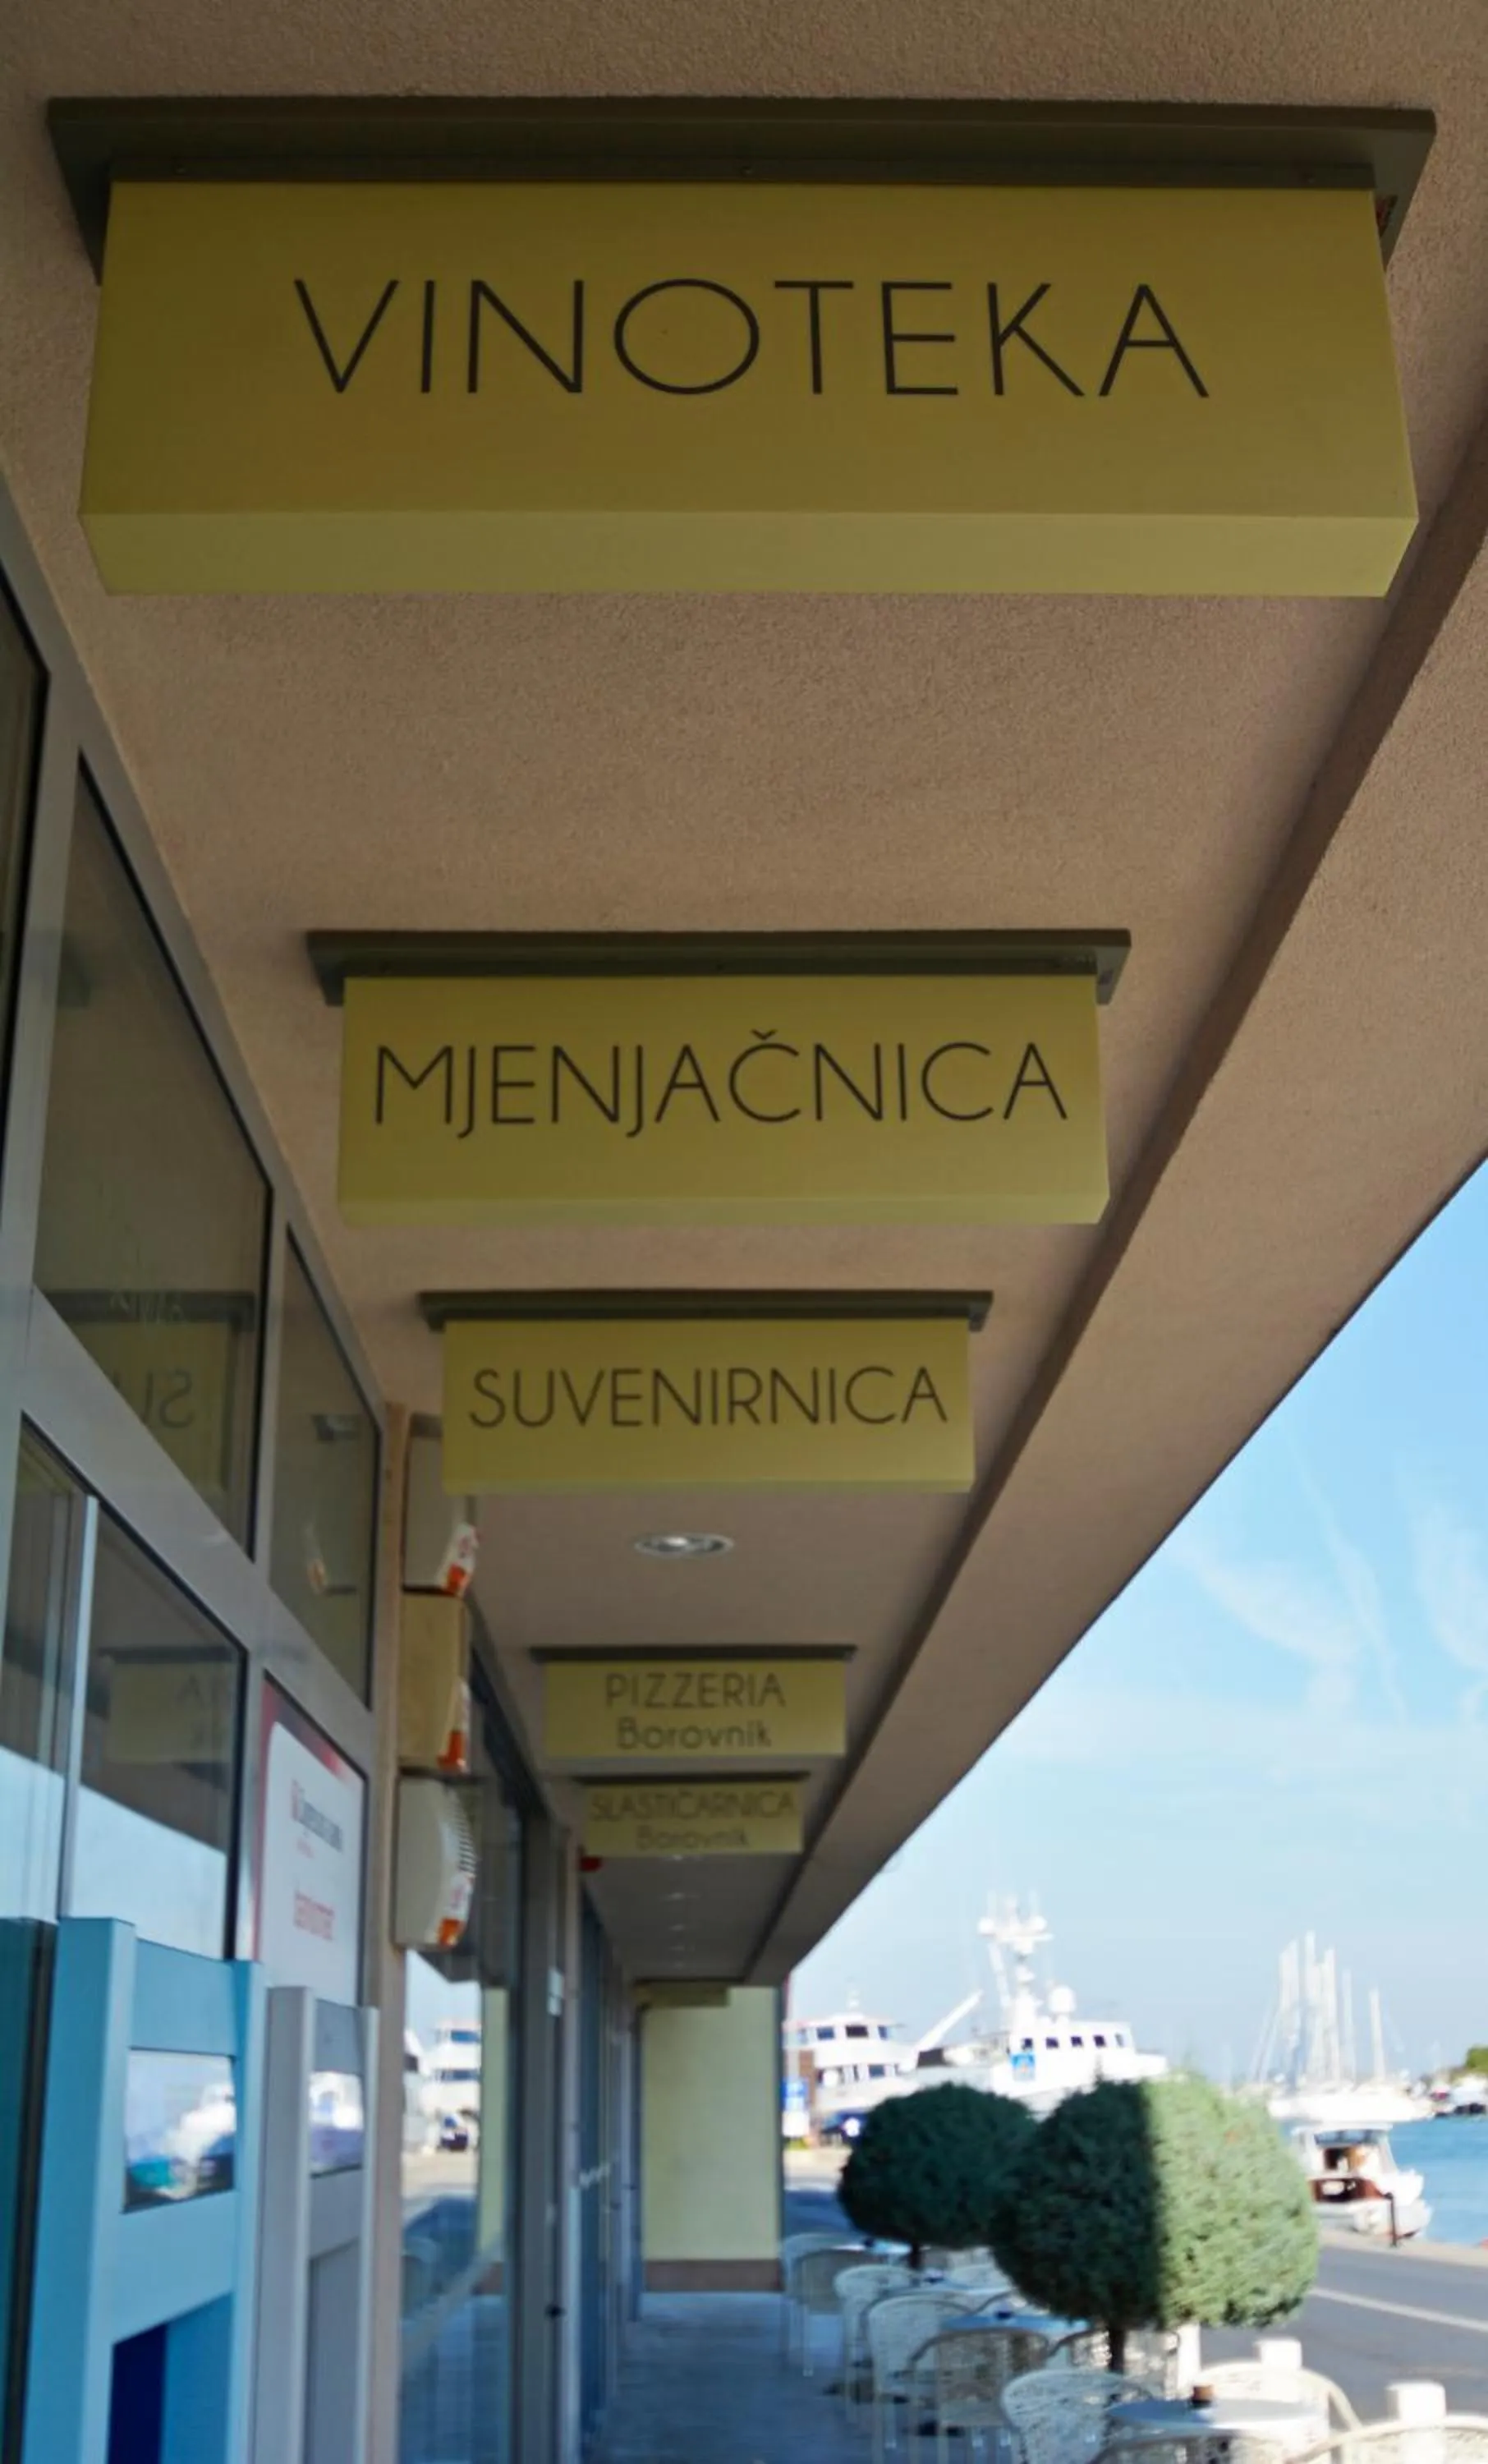 VINOTEKA
MJENJAČNICA
SUVENIRNICA
PIZZERIA
Borovnik
SLASTIČARNICA
Borovnik